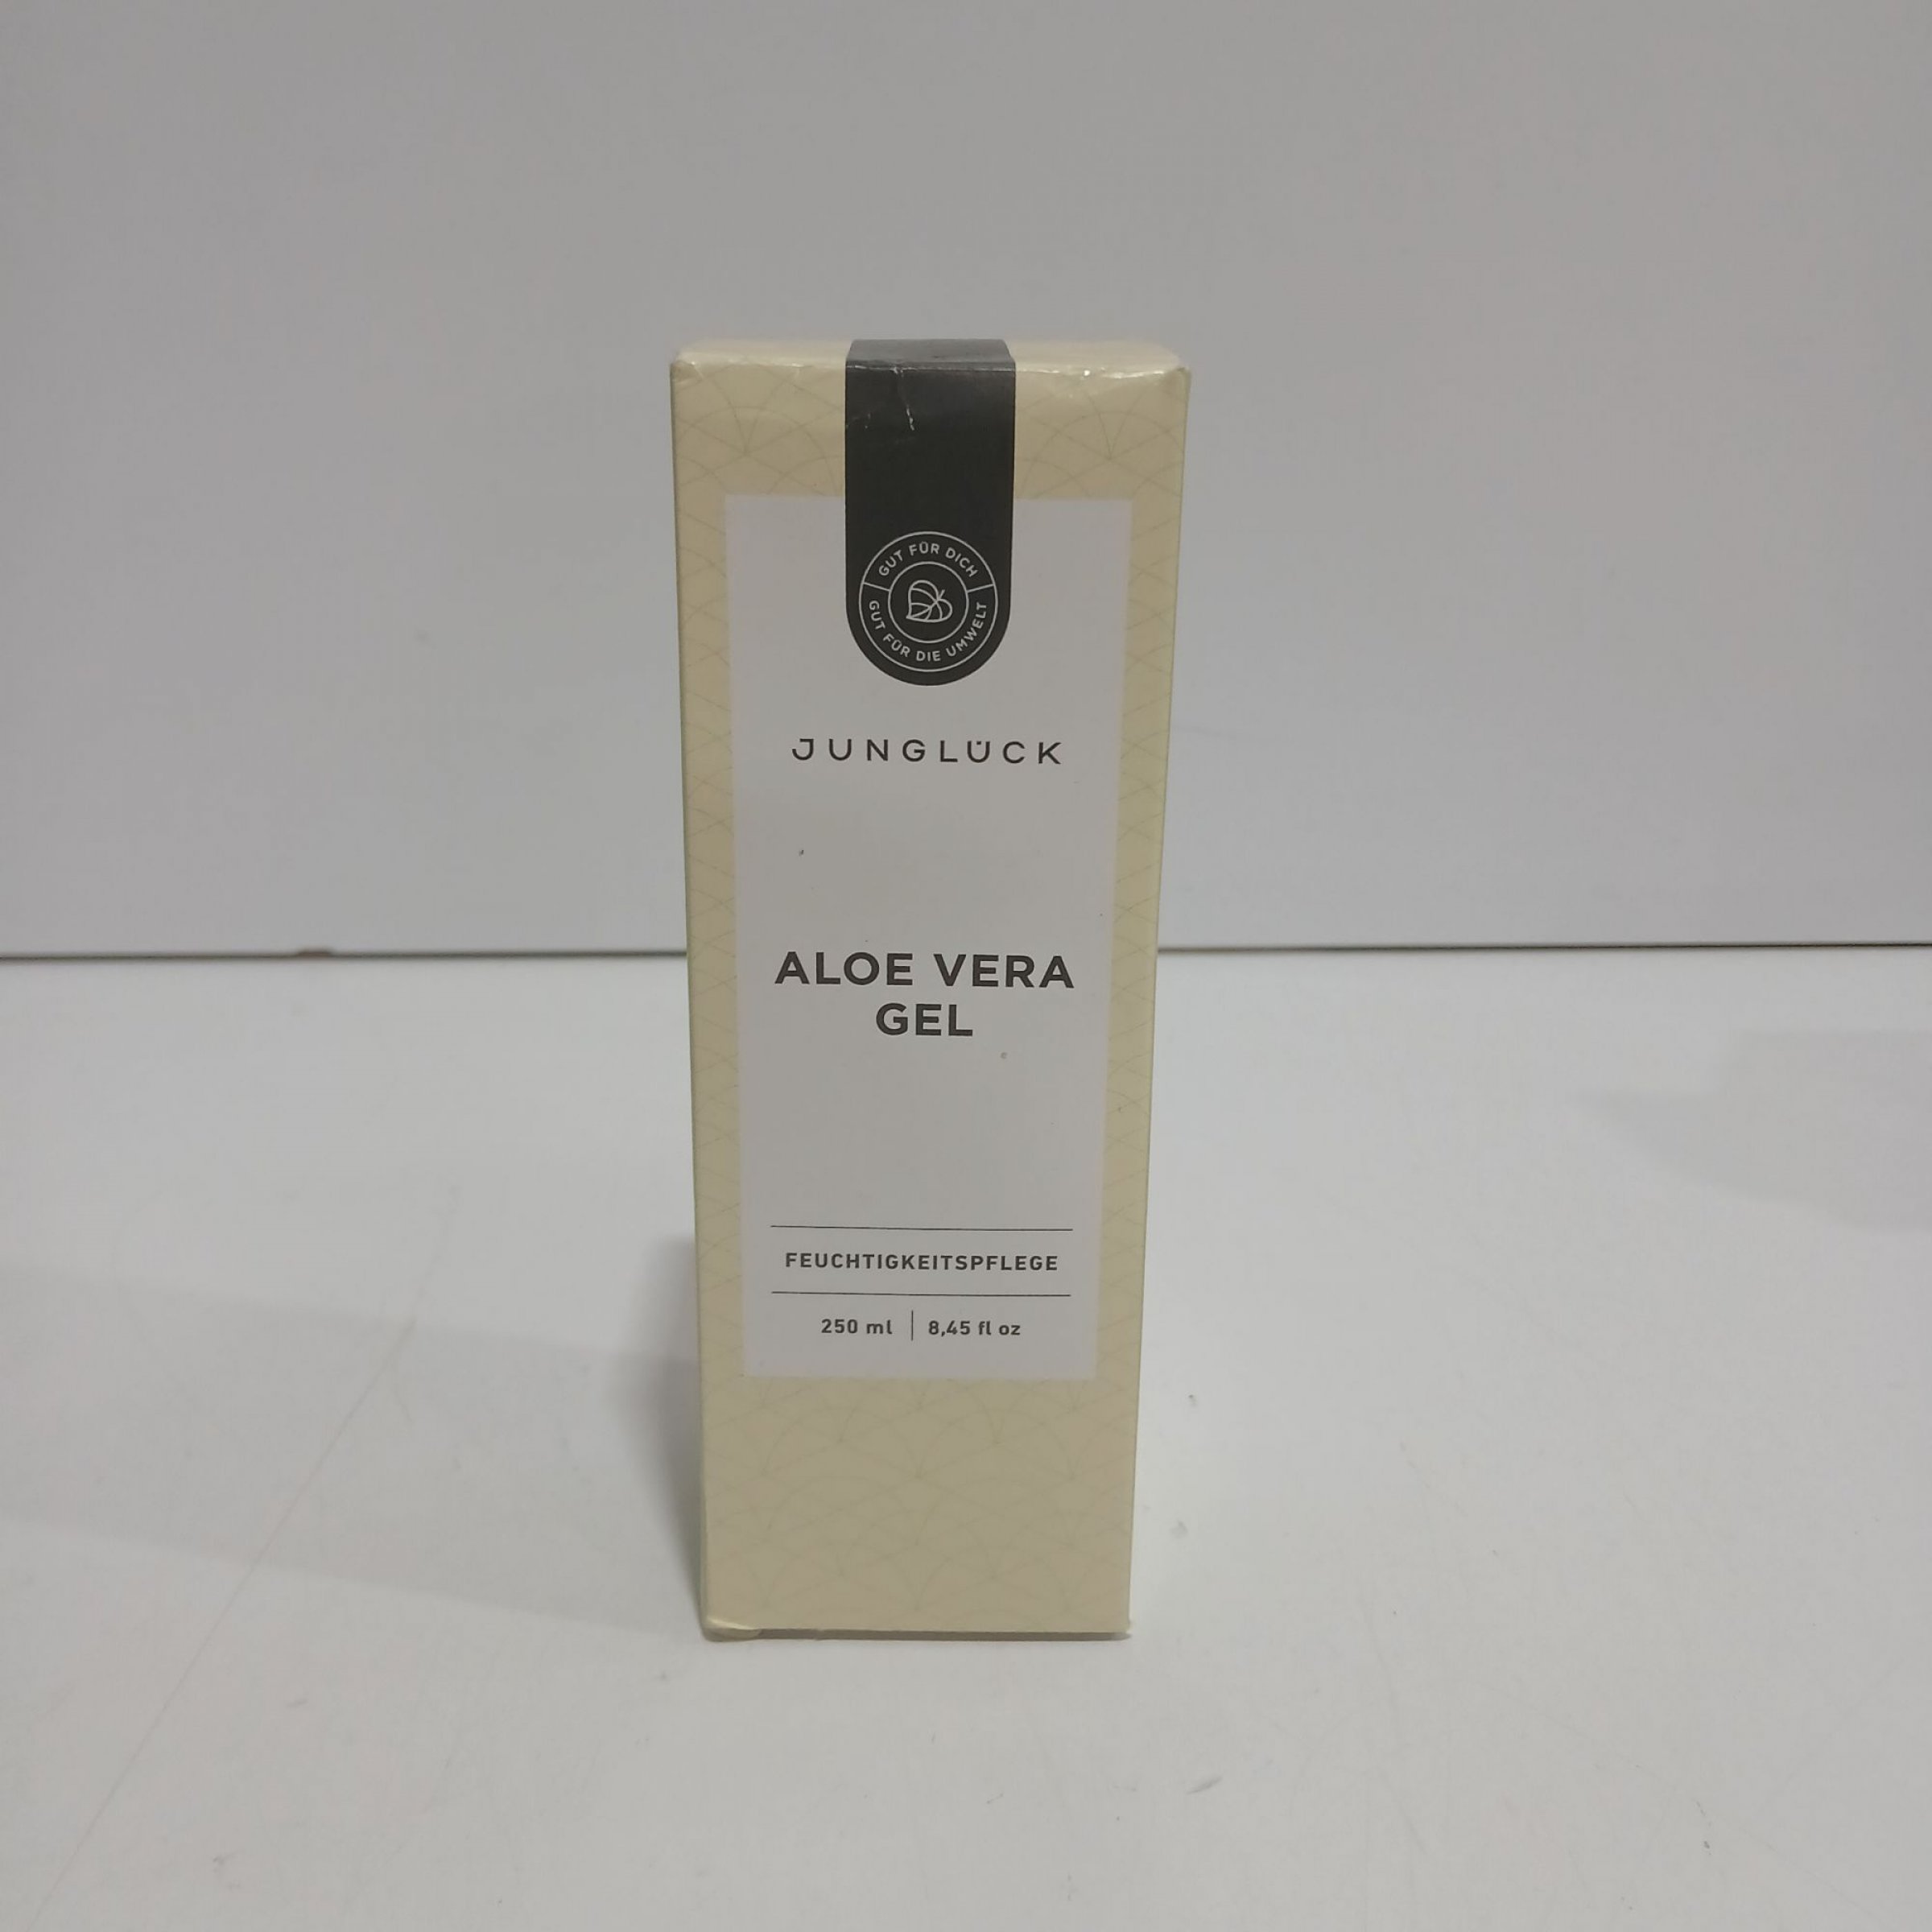 GUT FÜR DICH
GUT FÜR DIE UMWELT
JUNGLÜCK
ALOE VERA
GEL
FEUCHTIGKEITSPFLEGE
250 ml | 8,45 fl oz